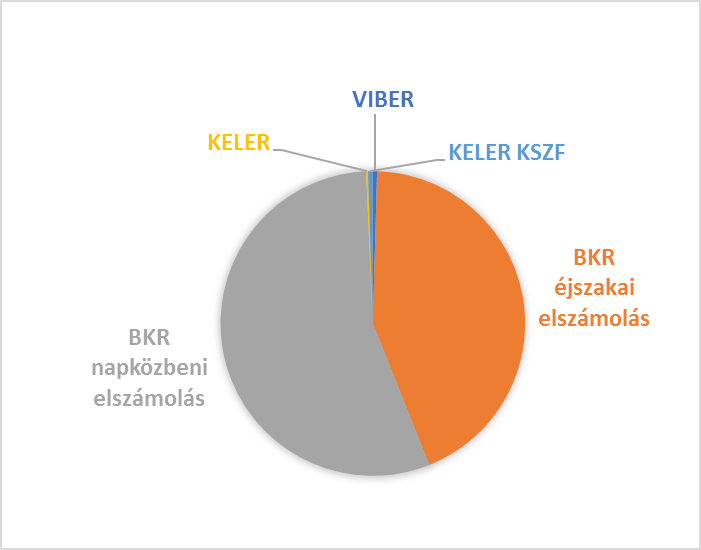 VIBER
KELER
KELER KSZF
BKR
éjszakai
elszámolás
BKR
napközbeni
elszámolás